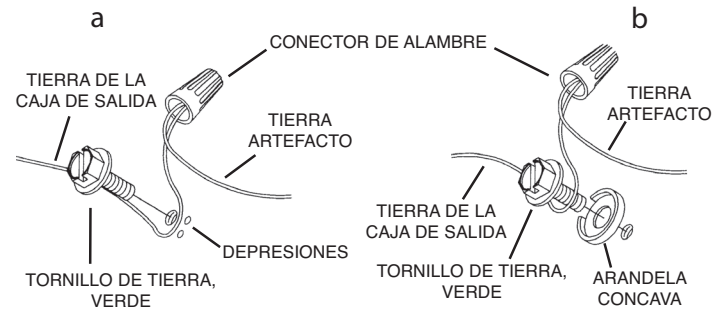 a
b
CONECTOR DE ALAMBRE
TIERRA DE LA
CAJA DE SALIDA
TIERRA
ARTEFACTO
DEPRESIONES
TORNILLO DE TIERRA,
VERDE
TIERRA
ARTEFACTO
TIERRA DE LA
CAJA DE SALIDA
TORNILLO DE TIERRA,
VERDE
ARANDELA
CONCAVA